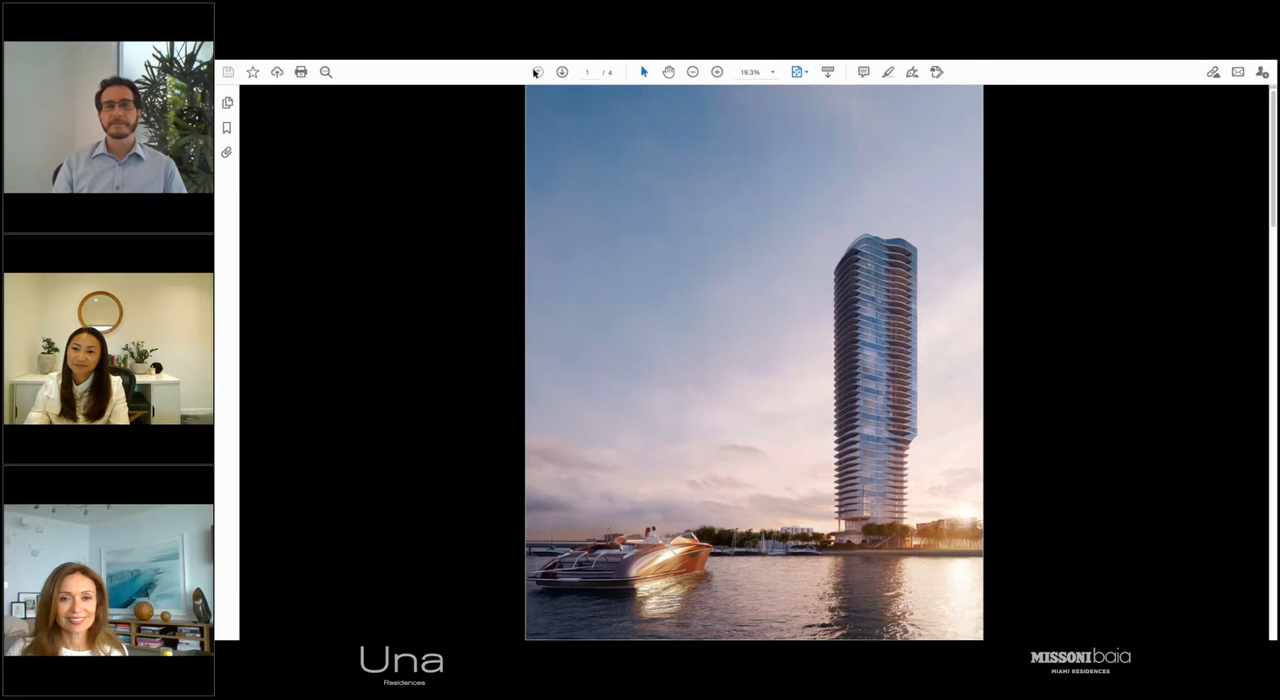 1 / 4
19.3%
Una
Residences
MISSONI baia
MIAMI RESIDENCES